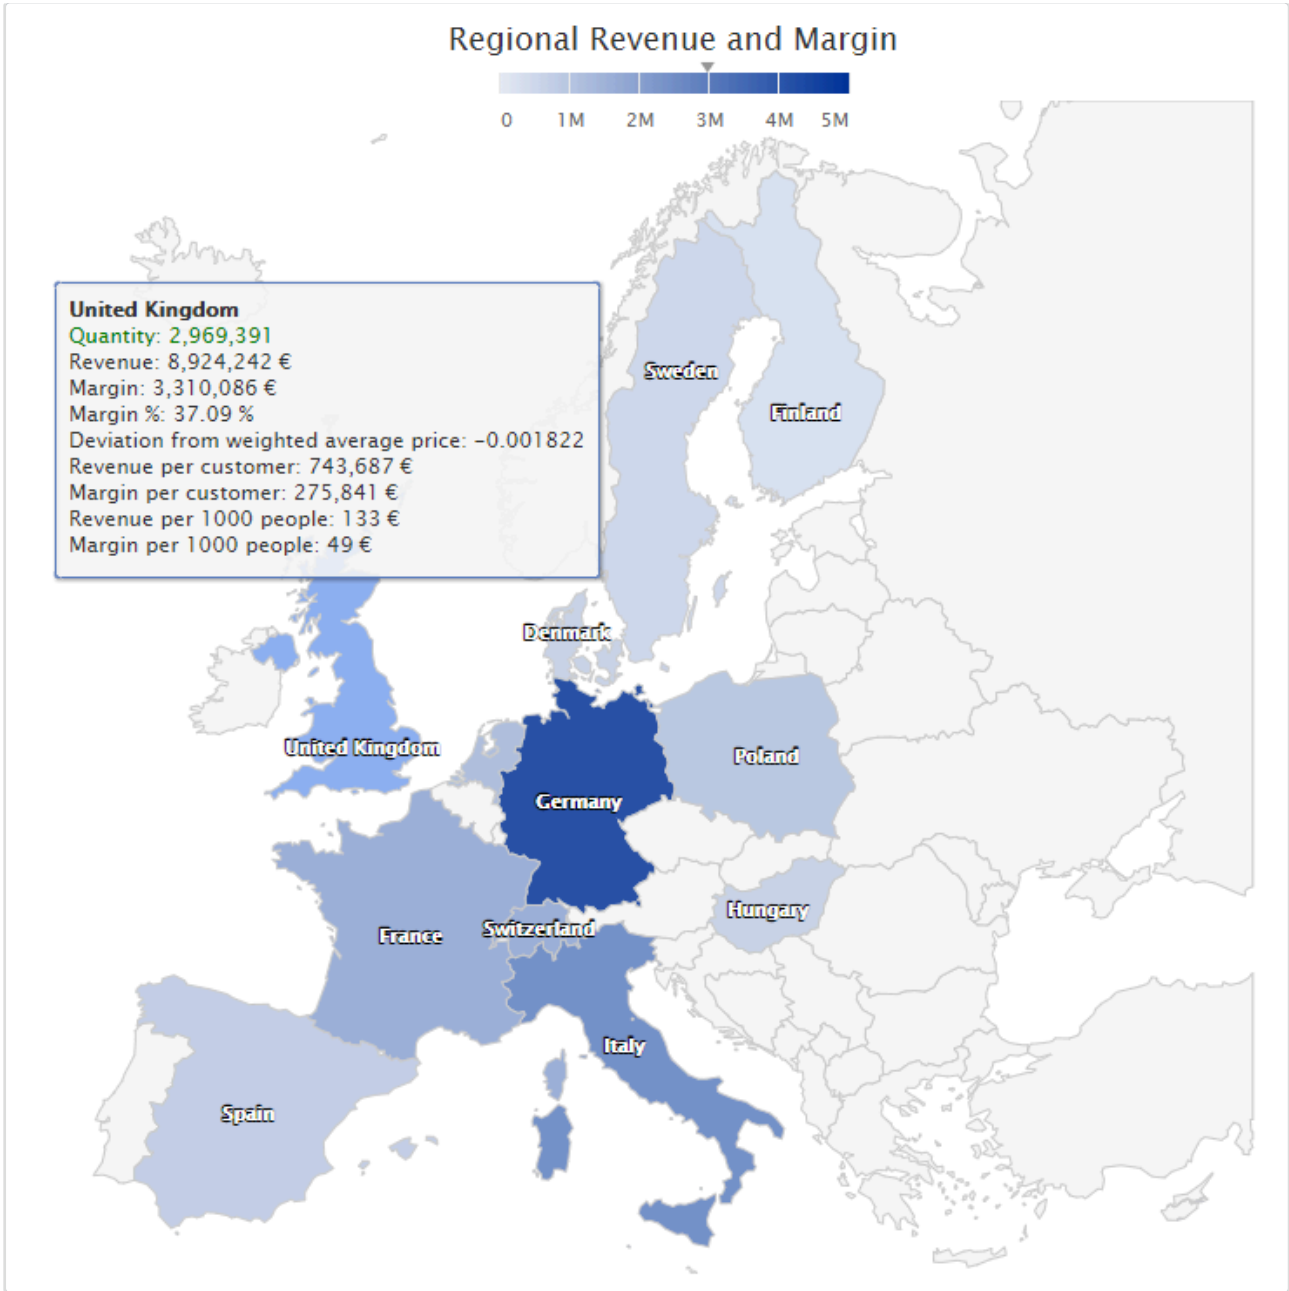 Regional Revenue and Margin
0 1M 2M 3M 4M 5M
United Kingdom
Quantity: 2,969,391
Revenue: 8,924,242 €
Margin: 3,310,086 €
Margin %: 37.09 %
Deviation from weighted average price: -0.001822
Revenue per customer: 743,687 €
Margin per customer: 275,841 €
Revenue per 1000 people: 133 €
Margin per 1000 people: 49 €
Sweden
Finland
Denmark
United Kingdom
Poland
Germany
Hungary
Switzerland
France
Italy
Spain